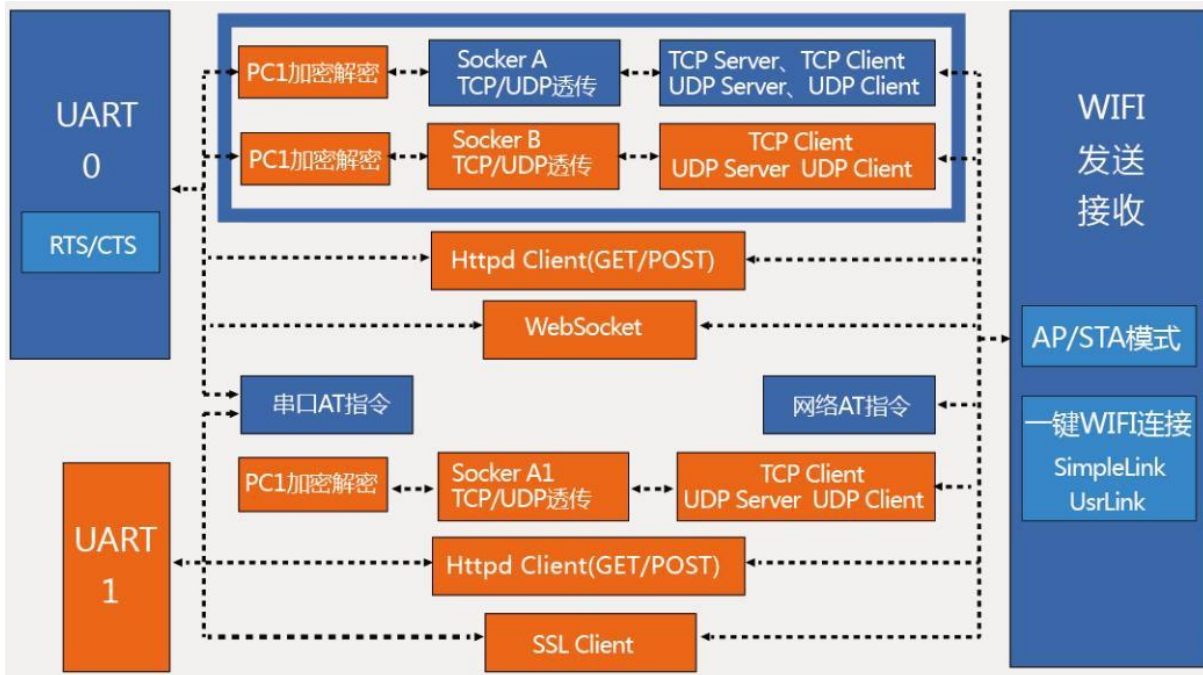 UART
0
RTS/CTS
PC1加密解密
Socker A
TCP/UDP透传
TCP Server、TCP Client
UDP Server、UDP Client
PC1加密解密
Socker B
TCP/UDP透传
TCP Client
UDP Server UDP Client
Httpd Client(GET/POST)
WebSocket
串口AT指令
网络AT指令
PC1加密解密
Socker A1
TCP/UDP透传
TCP Client
UDP Server UDP Client
UART
1
Httpd Client(GET/POST)
SSL Client
WIFI
发送
接收
AP/STA模式
一键WIFI连接
SimpleLink
UsrLink